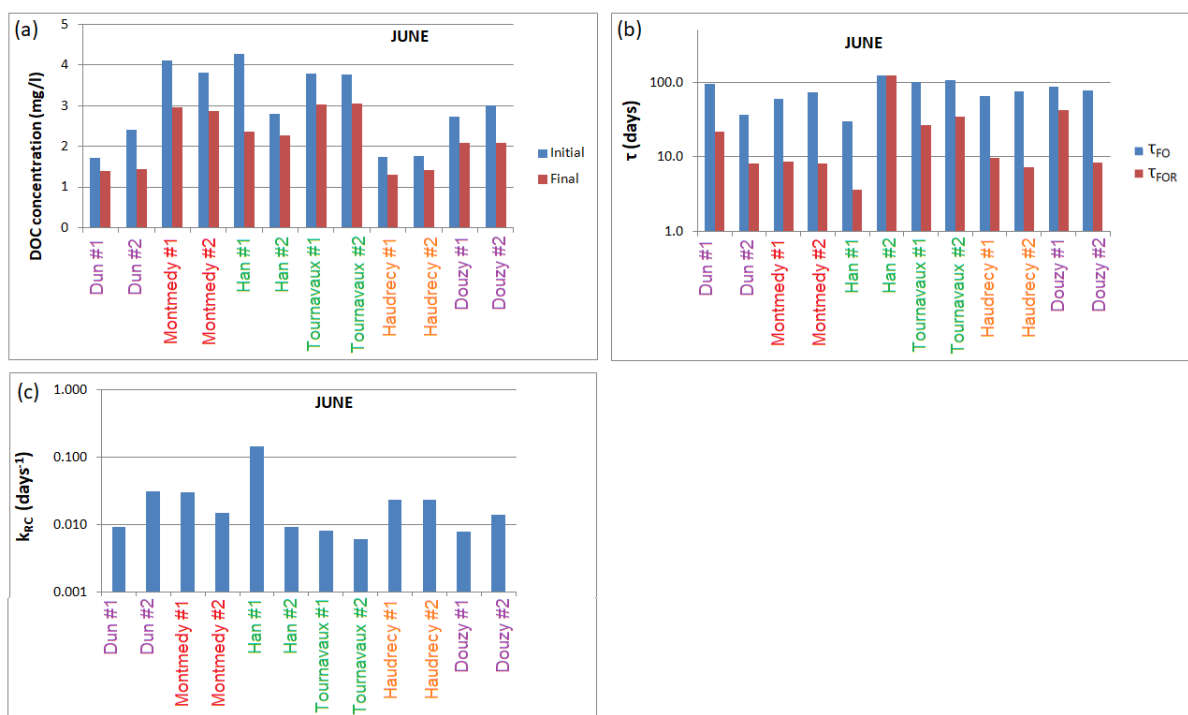 (a)
JUNE
DOC concentration (mg/l)
5
4
3
2
1
0
Initial
Final
Dun #1
Dun #2
Montmedy #1
Montmedy #2
Han #1
Han #2
Tournavaux #1
Tournavaux #2
Haudrecy #1
Haudrecy #2
Douzy #1
Douzy #2
(b)
JUNE
τ (days)
100.0
10.0
1.0
τFO
τFOR
Dun #1
Dun #2
Montmedy #1
Montmedy #2
Han #1
Han #2
Tournavaux #1
Tournavaux #2
Haudrecy #1
Haudrecy #2
Douzy #1
Douzy #2
(c)
JUNE
kRC (days-1)
1.000
0.100
0.010
0.001
Dun #1
Dun #2
Montmedy #1
Montmedy #2
Han #1
Han #2
Tournavaux #1
Tournavaux #2
Haudrecy #1
Haudrecy #2
Douzy #1
Douzy #2